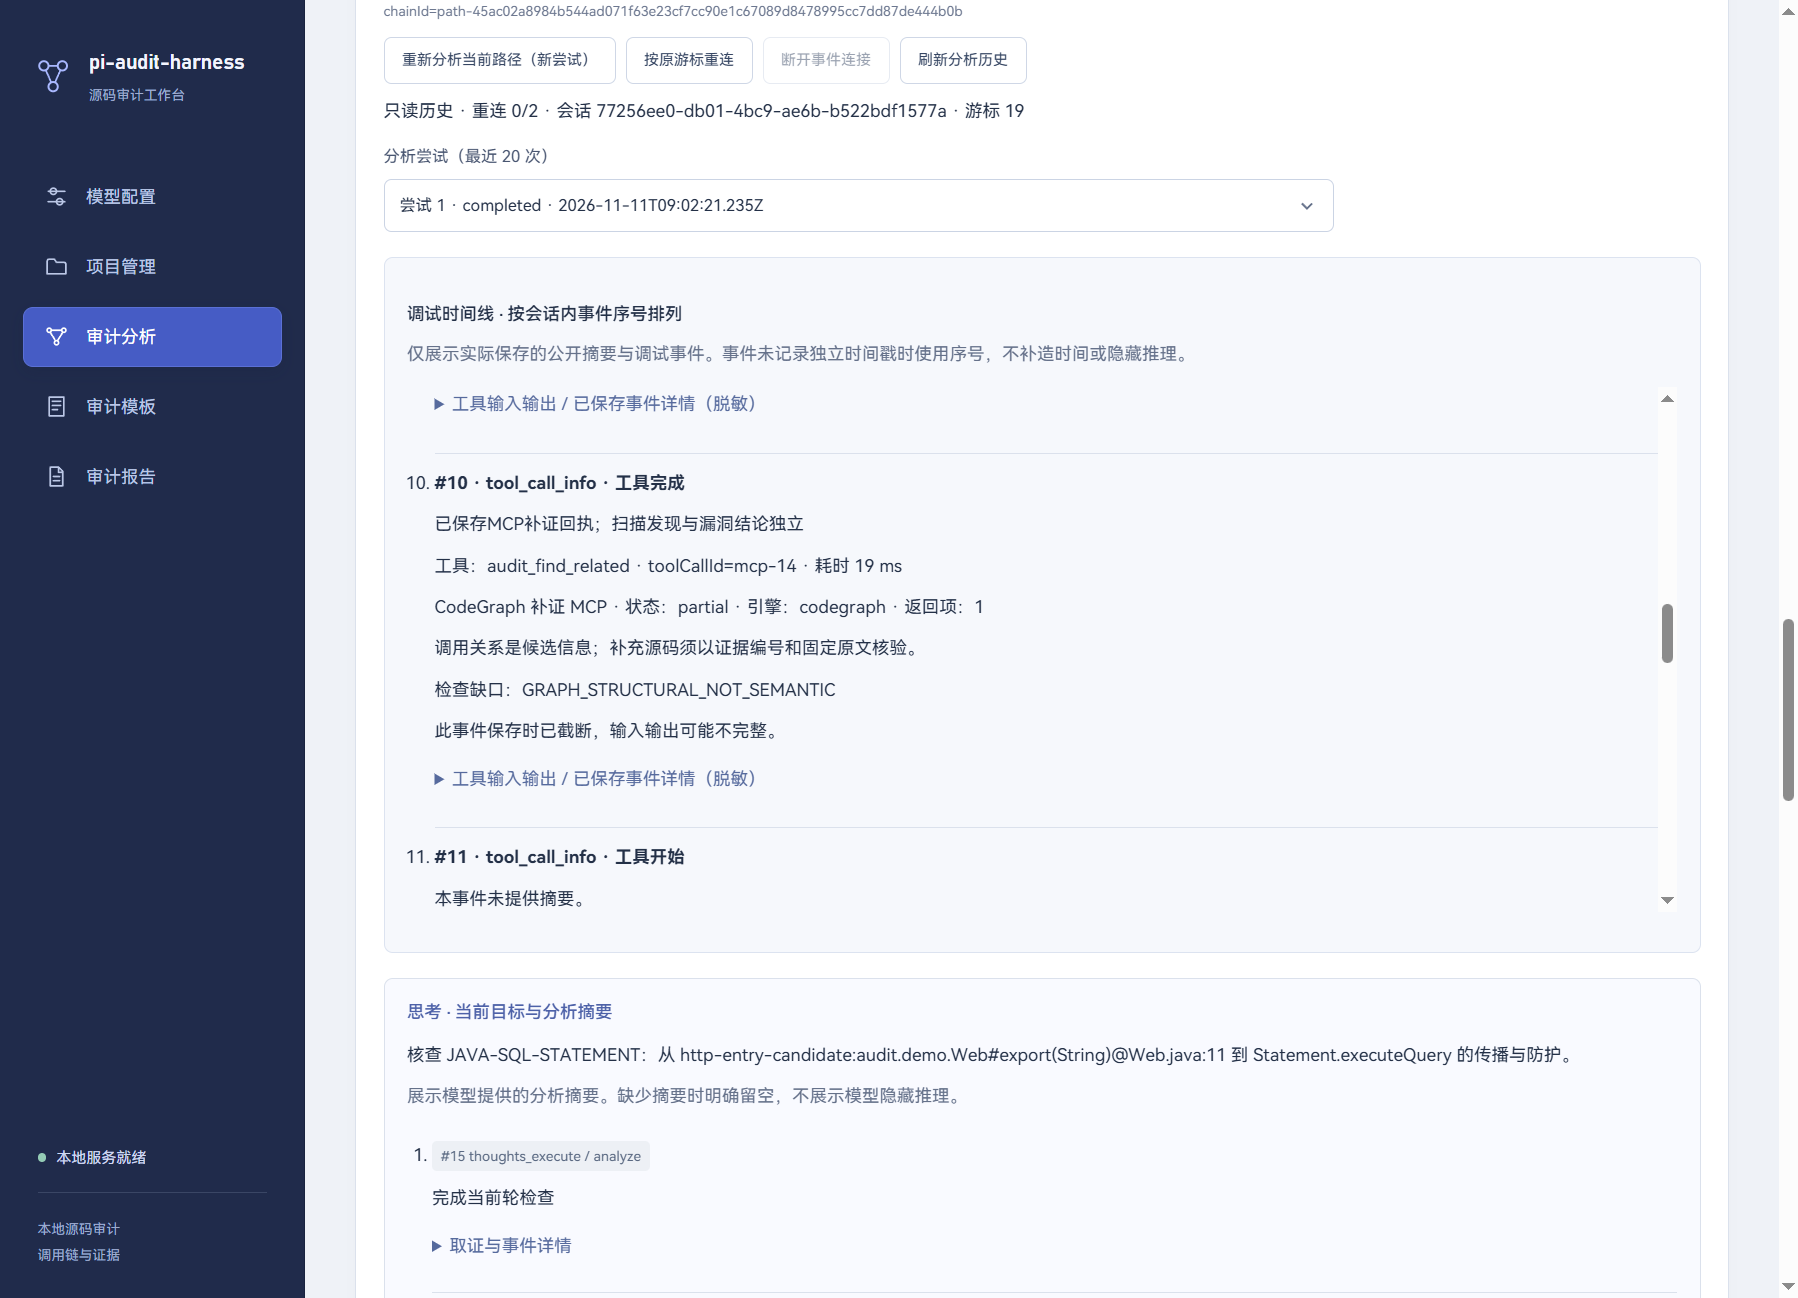 pi-audit-harness
源码审计工作台
模型配置
项目管理
审计分析
审计模板
审计报告
本地服务就绪
本地源码审计
调用链与证据
chainId=path-45ac02a8984b544ad071f63e23cf7cc90e1c67089d8478995cc7dd87de444b0b
重新分析当前路径（新尝试） 按原游标重连 断开事件连接 刷新分析历史
只读历史 · 重连 0/2 · 会话 77256ee0-db01-4bc9-ae6b-b522bdf1577a · 游标 19
分析尝试（最近 20 次）
尝试 1 · completed · 2026-11-11T09:02:21.235Z
调试时间线 · 按会话内事件序号排列
仅展示实际保存的公开摘要与调试事件。事件未记录独立时间戳时使用序号，不补造时间或隐藏推理。
▶ 工具输入输出 / 已保存事件详情（脱敏）
10. #10 · tool_call_info · 工具完成
已保存MCP补证回执；扫描发现与漏洞结论独立
工具：audit_find_related · toolCallId=mcp-14 · 耗时 19 ms
CodeGraph 补证 MCP · 状态：partial · 引擎：codegraph · 返回项：1
调用关系是候选信息；补充源码须以证据编号和固定原文核验。
检查缺口：GRAPH_STRUCTURAL_NOT_SEMANTIC
此事件保存时已截断，输入输出可能不完整。
▶ 工具输入输出 / 已保存事件详情（脱敏）
11. #11 · tool_call_info · 工具开始
本事件未提供摘要。
思考 · 当前目标与分析摘要
核查 JAVA-SQL-STATEMENT：从 http-entry-candidate:audit.demo.Web#export(String)@Web.java:11 到 Statement.executeQuery 的传播与防护。
展示模型提供的分析摘要。缺少摘要时明确留空，不展示模型隐藏推理。
1. #15 thoughts_execute / analyze
完成当前轮检查
▶ 取证与事件详情